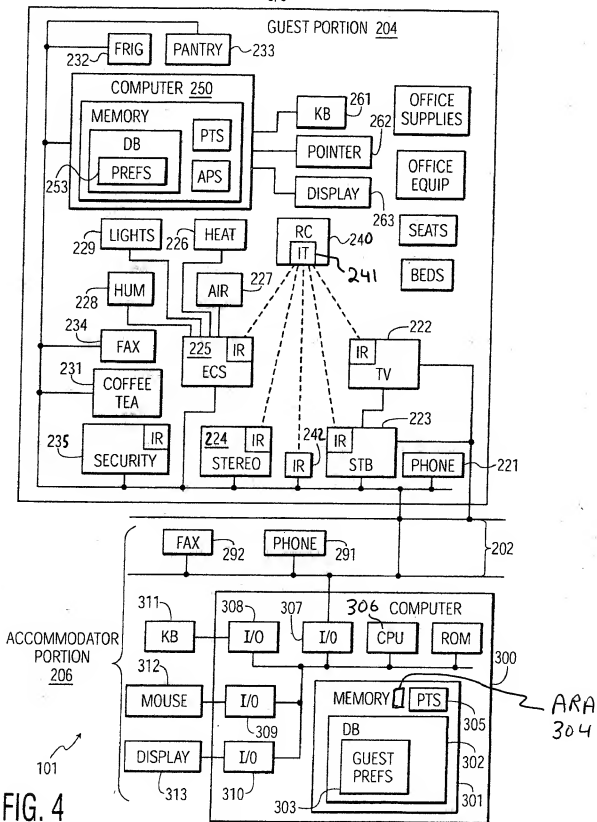 GUEST PORTION 204
FRIG
232
PANTRY
233
COMPUTER 250
MEMORY
DB
PREFS
253
PTS
APS
KB
261
POINTER
262
DISPLAY
263
OFFICE
SUPPLIES
OFFICE
EQUIP
SEATS
BEDS
LIGHTS
229
226
HEAT
RC
240
IT
241
HUM
228
AIR
227
234
FAX
225
IR
ECS
222
IR
TV
231
COFFEE
TEA
223
235
IR
SECURITY
224
IR
STEREO
242
IR
IR
STB
PHONE
221
FAX
292
PHONE
291
202
ACCOMMODATOR
PORTION
206
311
KB
308
I/O
307
I/O
306
CPU
COMPUTER
ROM
300
312
MOUSE
I/O
309
MEMORY
PTS
305
ARA
304
DB
302
GUEST
PREFS
303
301
DISPLAY
313
I/O
310
101
FIG. 4